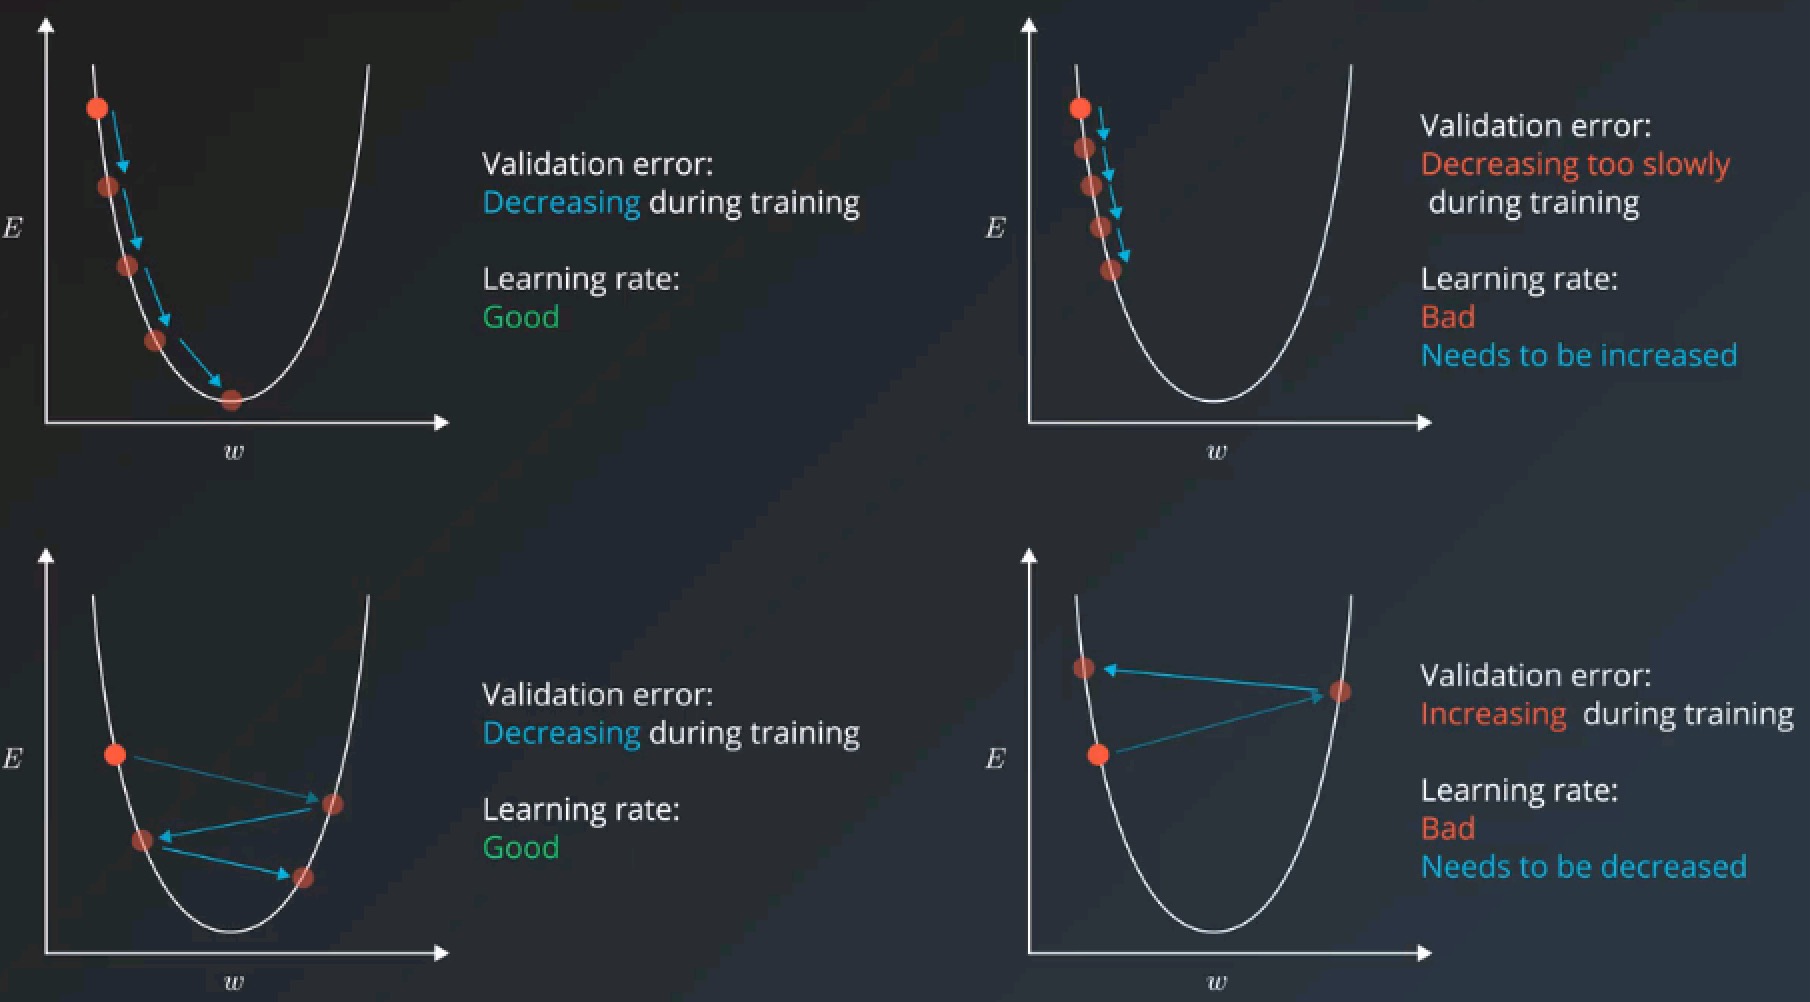 E
w
Validation error:
Decreasing during training
Learning rate:
Good
E
w
Validation error:
Decreasing too slowly
during training
Learning rate:
Bad
Needs to be increased
E
w
Validation error:
Decreasing during training
Learning rate:
Good
E
w
Validation error:
Increasing during training
Learning rate:
Bad
Needs to be decreased